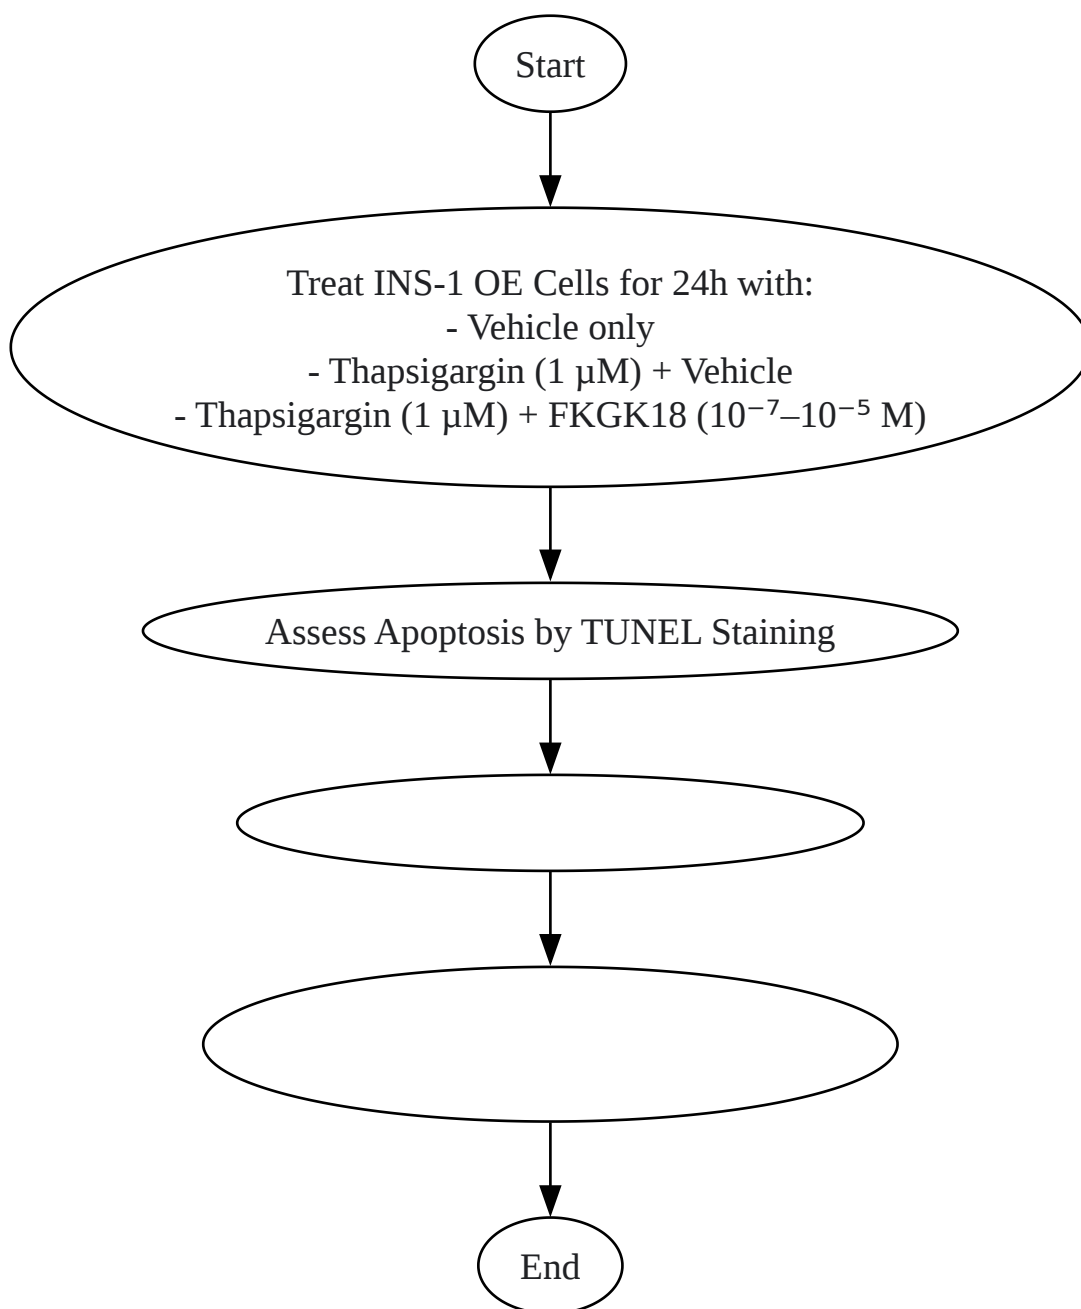 Start
Treat INS-1 OE Cells for 24h with:
- Vehicle only
- Thapsigargin (1 µM) + Vehicle
- Thapsigargin (1 µM) + FKGK18 (10⁻⁷–10⁻⁵ M)
Assess Apoptosis by TUNEL Staining
End